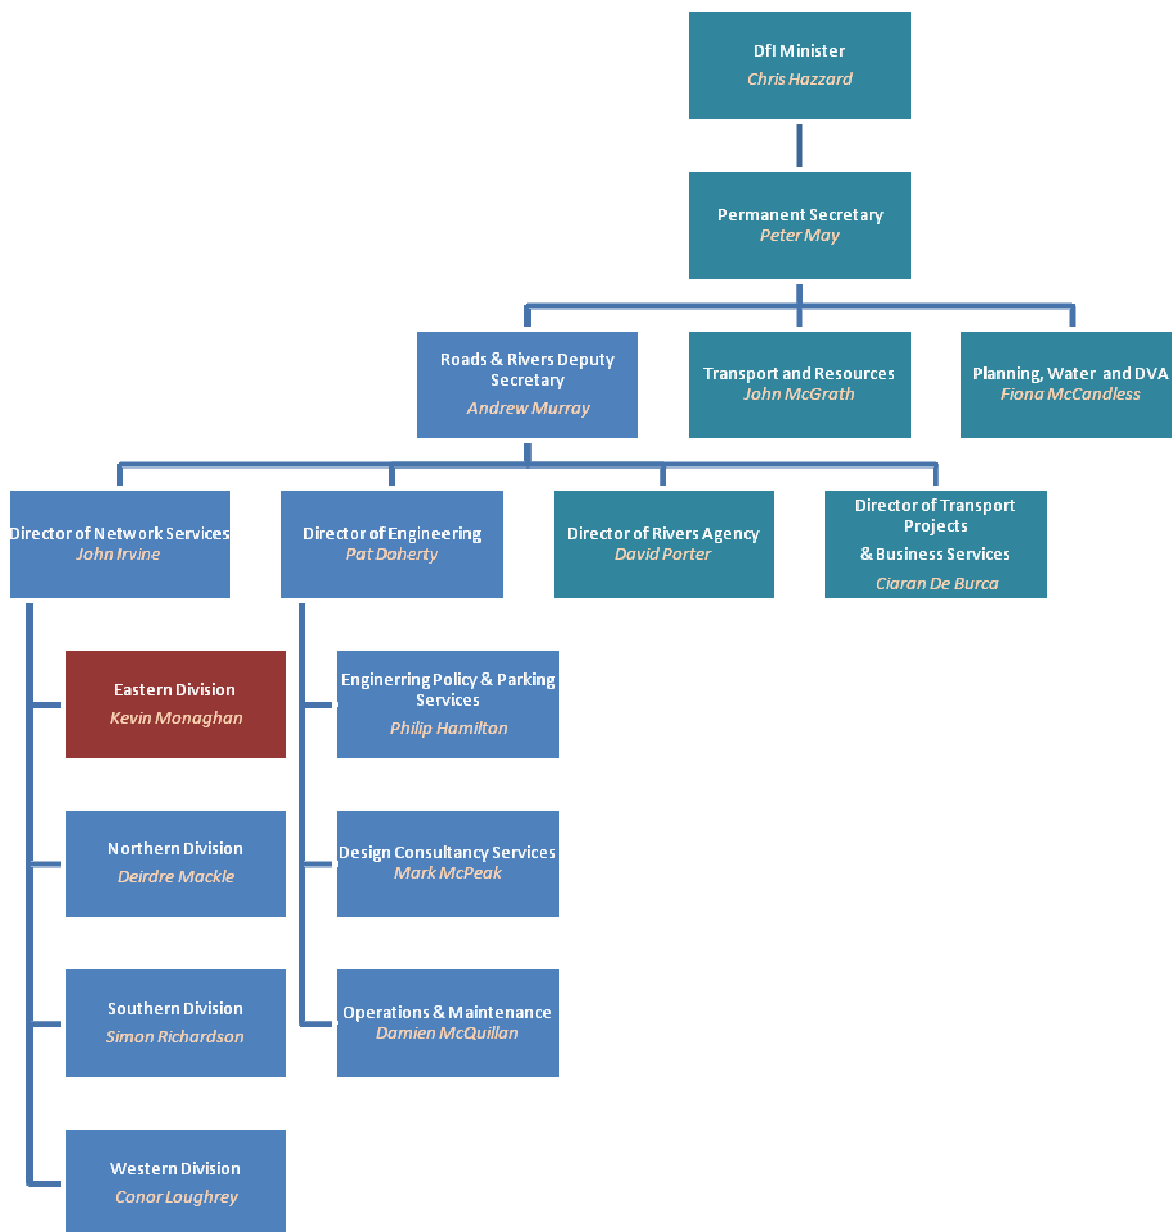 DfI Minister
Chris Hazzard
Permanent Secretary
Peter May
Roads & Rivers Deputy
Secretary
Andrew Murray
Transport and Resources
John McGrath
Planning, Water and DVA
Fiona McCandless
Director of Network Services
John Irvine
Director of Engineering
Pat Doherty
Director of Rivers Agency
David Porter
Director of Transport
Projects
& Business Services
Ciaran De Burca
Eastern Division
Kevin Monaghan
Enginerring Policy & Parking
Services
Philip Hamilton
Northern Division
Deirdre Mackle
Design Consultancy Services
Mark McPeak
Southern Division
Simon Richardson
Operations & Maintenance
Damien McQuillan
Western Division
Conor Loughrey